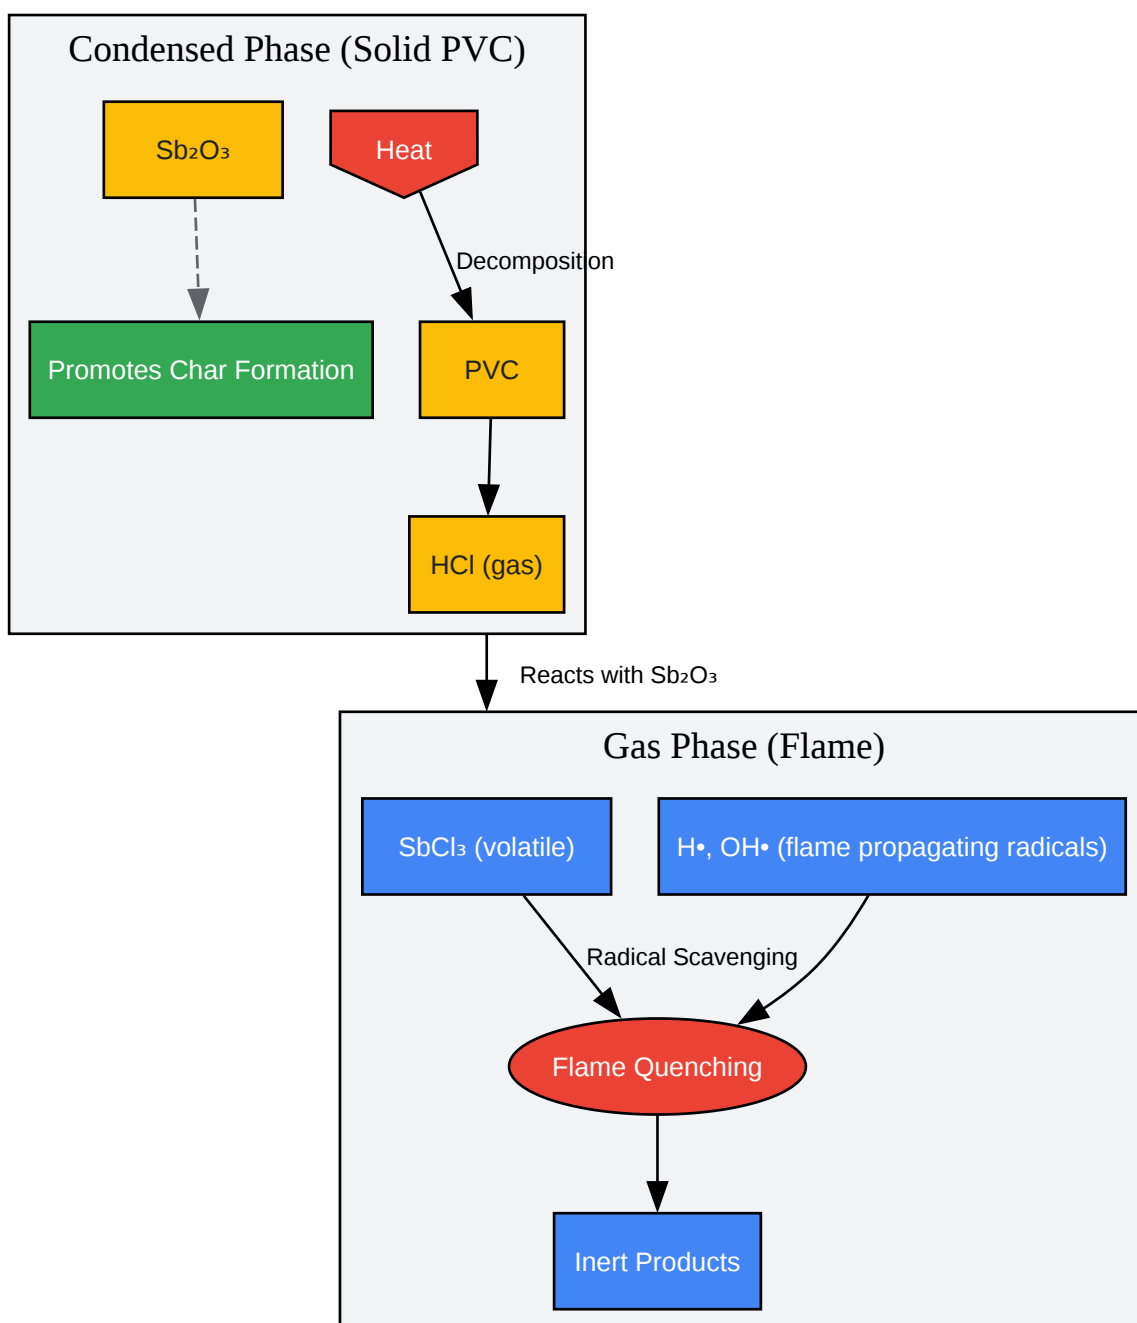 Condensed Phase (Solid PVC)
Sb₂O₃
Heat
Decomposition
Promotes Char Formation
PVC
HCl (gas)
Reacts with Sb₂O₃
Gas Phase (Flame)
SbCl₃ (volatile)
H•, OH• (flame propagating radicals)
Radical Scavenging
Flame Quenching
Inert Products